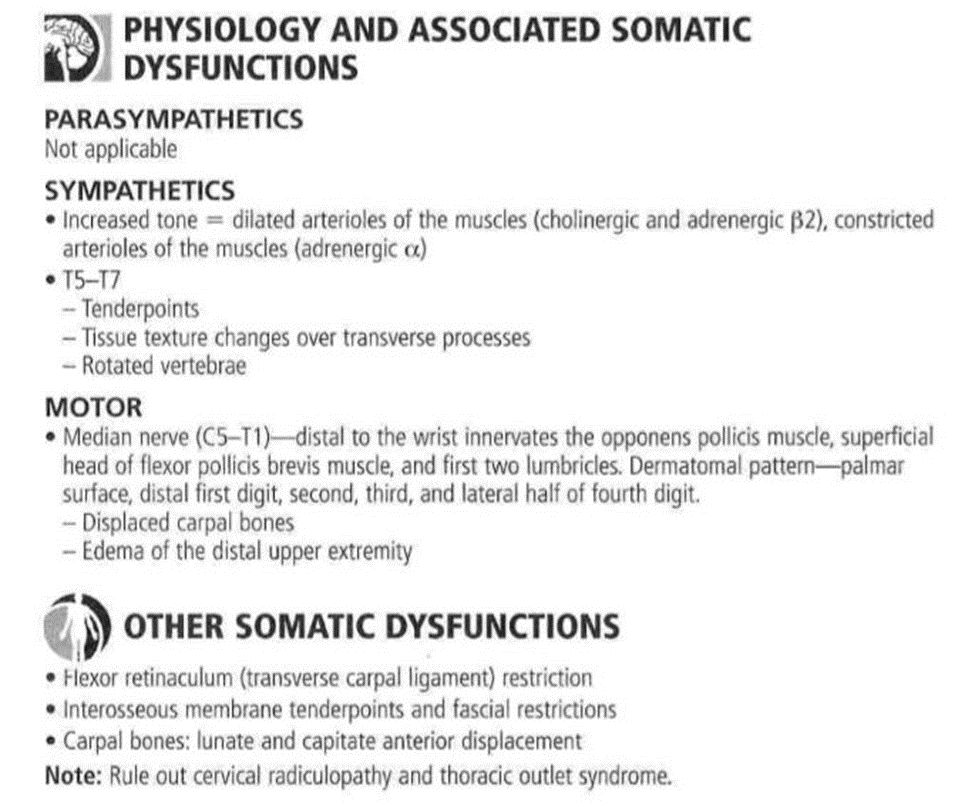 PHYSIOLOGY AND ASSOCIATED SOMATIC
DYSFUNCTIONS
PARASYMPATHETICS
Not applicable
SYMPATHETICS
• Increased tone = dilated arterioles of the muscles (cholinergic and adrenergic β2), constricted
arterioles of the muscles (adrenergic α)
• T5–T7
– Tenderpoints
– Tissue texture changes over transverse processes
– Rotated vertebrae
MOTOR
• Median nerve (C5–T1)—distal to the wrist innervates the opponens pollicis muscle, superficial
head of flexor pollicis brevis muscle, and first two lumbricles. Dermatomal pattern—palmar
surface, distal first digit, second, third, and lateral half of fourth digit.
– Displaced carpal bones
– Edema of the distal upper extremity
OTHER SOMATIC DYSFUNCTIONS
• Flexor retinaculum (transverse carpal ligament) restriction
• Interosseous membrane tenderpoints and fascial restrictions
• Carpal bones: lunate and capitate anterior displacement
Note: Rule out cervical radiculopathy and thoracic outlet syndrome.